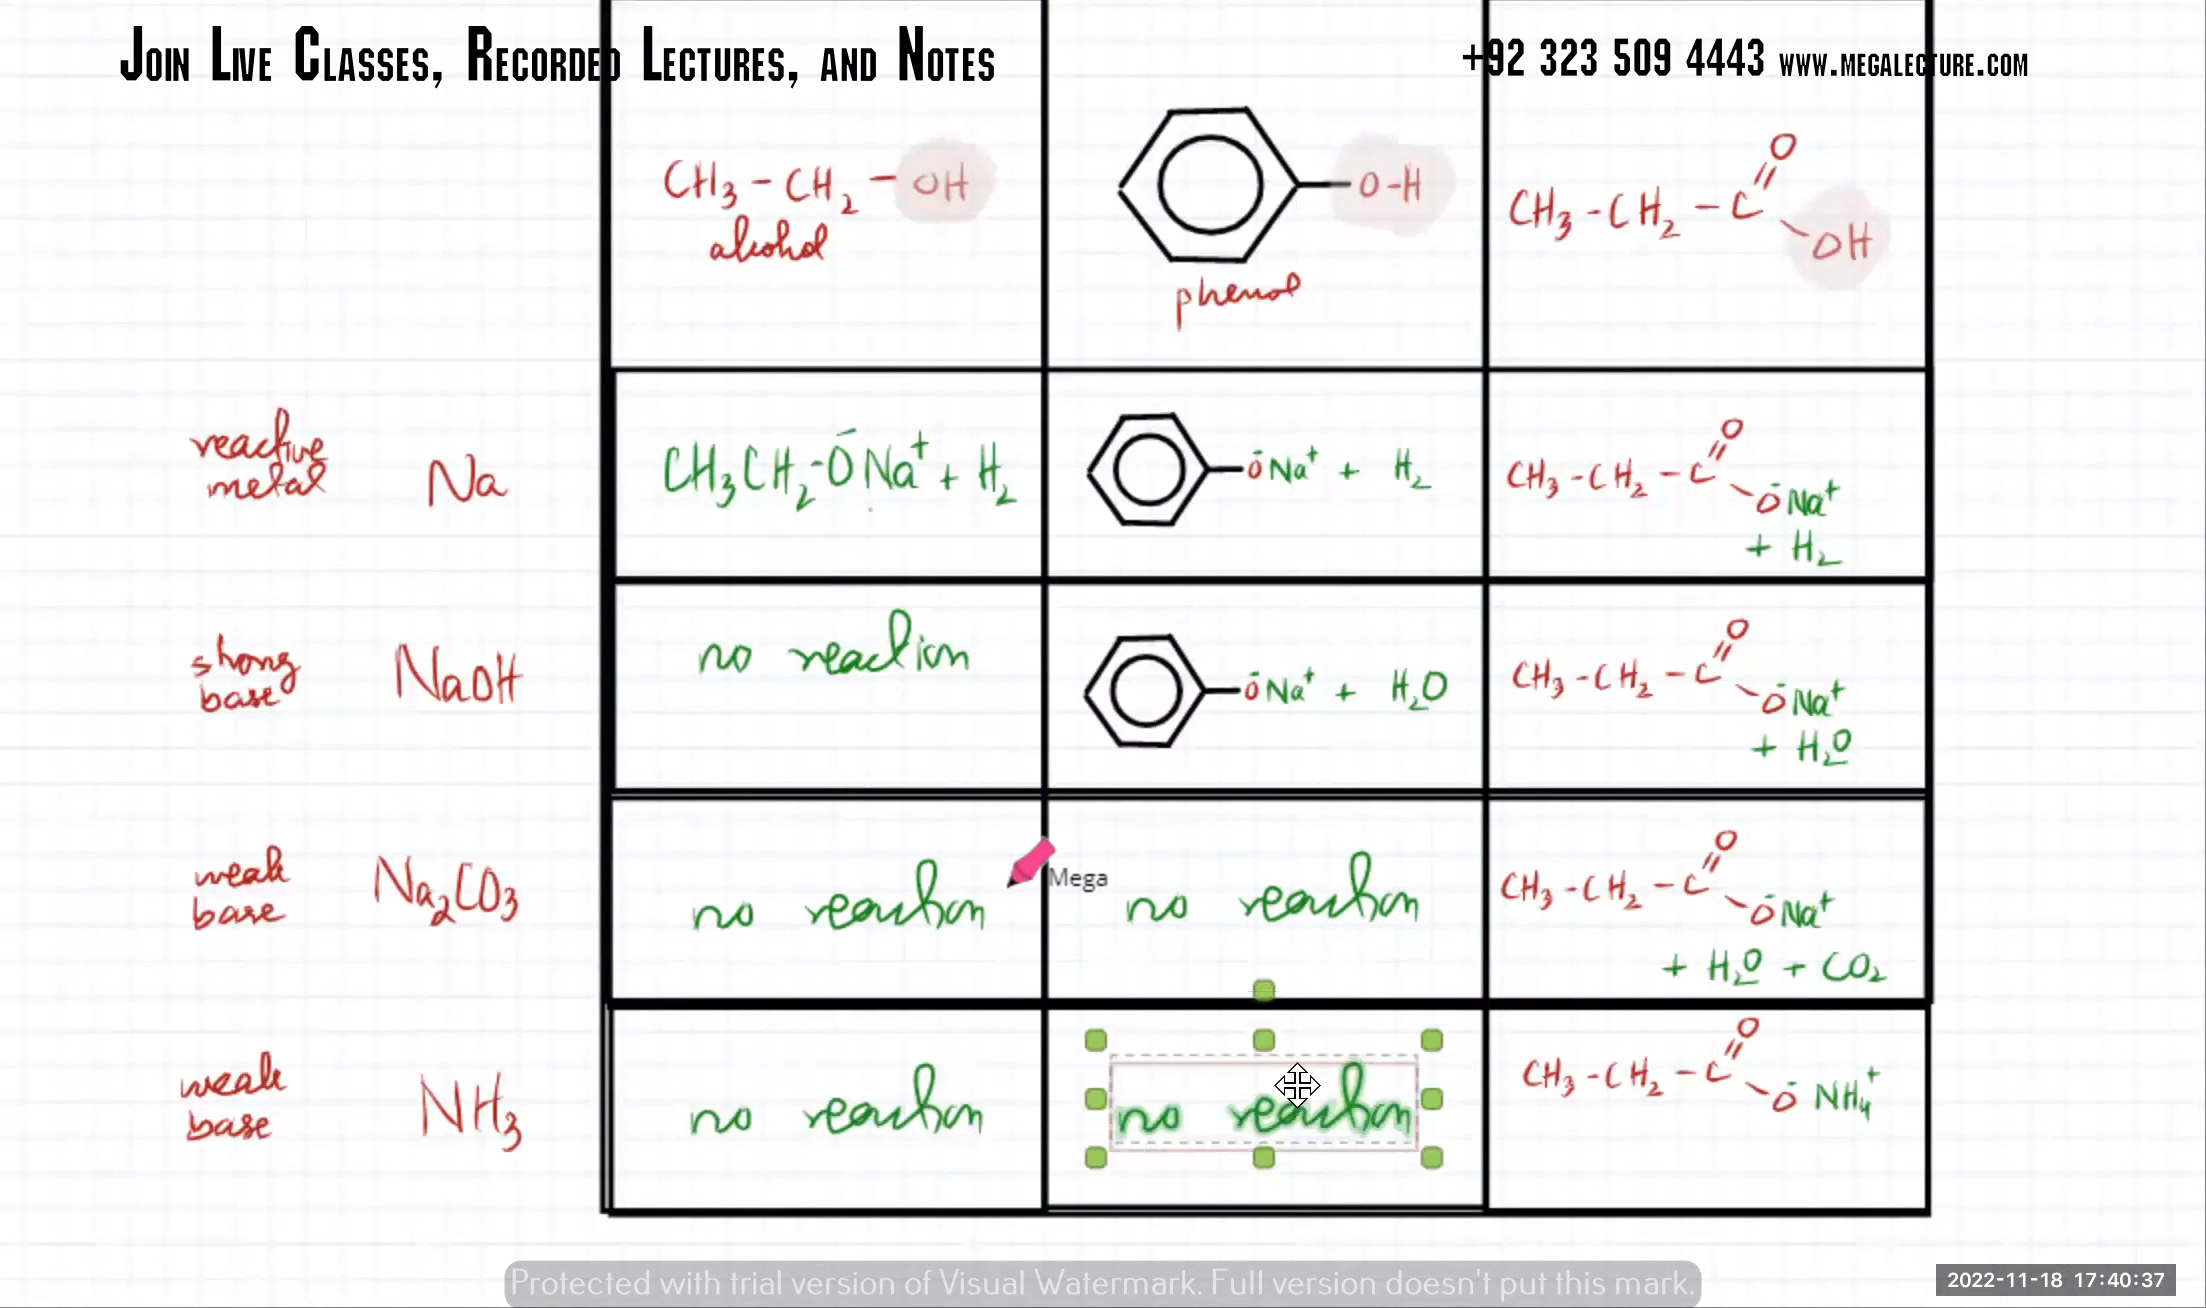 Join Live Classes, Recorded Lectures, and Notes
+92 323 509 4443 www.megalecture.com
CH3 - CH2 - OH
alcohol
O-H
phenol
CH3 - CH2 - C
O
OH
reactive
metal
Na
CH3CH2-O⁻Na⁺ + H2
O⁻Na⁺ + H2
CH3 - CH2 - C
O
O⁻Na⁺
+ H2
strong
base
NaOH
no reaction
O⁻Na⁺ + H2O
CH3 - CH2 - C
O
O⁻Na⁺
+ H2O
weak
base
Na2CO3
no reaction
Mega
no reaction
CH3 - CH2 - C
O
O⁻Na⁺
+ H2O + CO2
weak
base
NH3
no reaction
no reaction
CH3 - CH2 - C
O
O⁻ NH4⁺
Protected with trial version of Visual Watermark. Full version doesn't put this mark.
2022-11-18 17:40:37